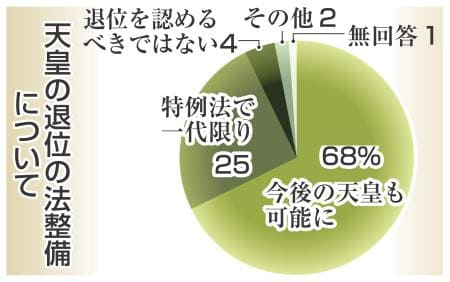 天皇の退位の法整備
について
退位を認める
べきではない4
その他2
無回答1
特例法で
一代限り
25
68%
今後の天皇も
可能に